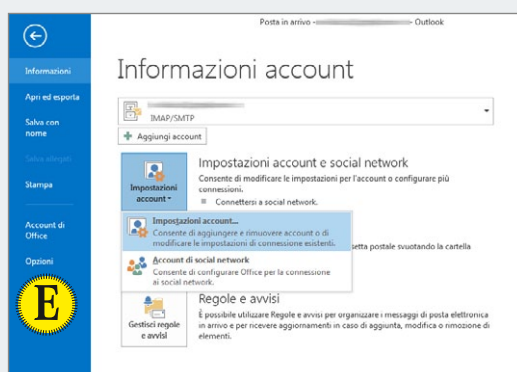 Posta in arrivo - - Outlook
Informazioni
Apri ed esporta
Salva con
nome
Salva allegati
Stampa
Account di
Office
Opzioni
E
Informazioni account
IMAP/SMTP
Aggiungi account
Impostazioni
account
Impostazioni account e social network
Consente di modificare le impostazioni per l'account o configurare più
connessioni.
Connettersi a social network.
Impostazioni account...
Consente di aggiungere e rimuovere account o di
modificare le impostazioni di connessione esistenti.
Account di social network
Consente di configurare Office per la connessione
ai social network.
setta postale svuotando la cartella
Gestisci regole
e avvisi
Regole e avvisi
È possibile utilizzare Regole e avvisi per organizzare i messaggi di posta elettronica
in arrivo e per ricevere aggiornamenti in caso di aggiunta, modifica o rimozione di
elementi.